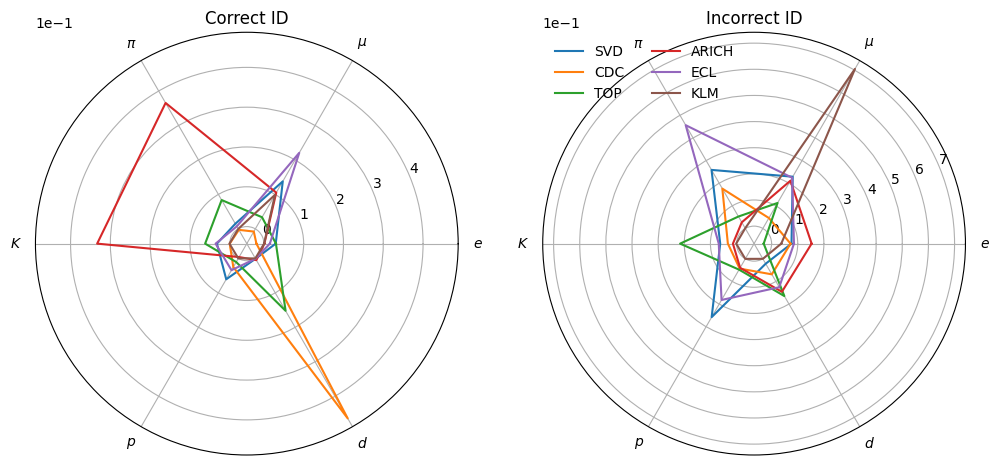 Correct ID
1e−1
π
μ
K
e
p
d
0
1
2
3
4
Incorrect ID
1e−1
π
μ
K
e
p
d
0
1
2
3
4
5
6
7
SVD
CDC
TOP
ARICH
ECL
KLM